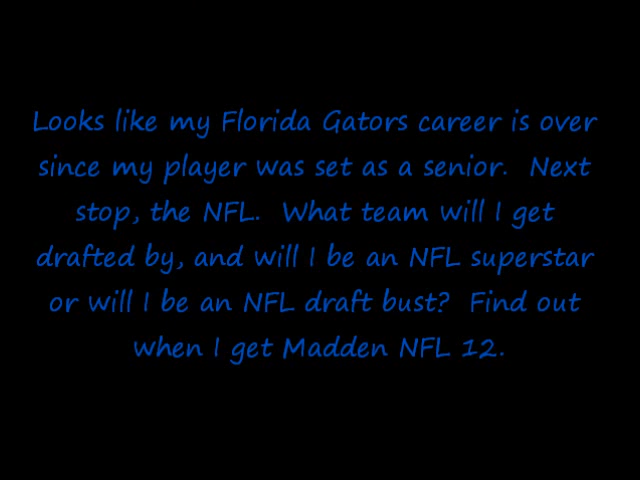 Looks like my Florida Gators career is over
since my player was set as a senior.  Next
stop, the NFL.  What team will I get
drafted by, and will I be an NFL superstar
or will I be an NFL draft bust?  Find out
when I get Madden NFL 12.